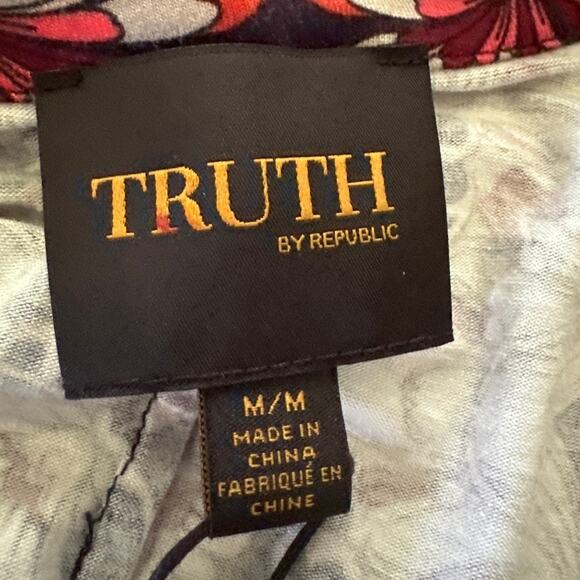 TRUTH
BY REPUBLIC
M/M
MADE IN
CHINA
FABRIQUÉ EN
CHINE